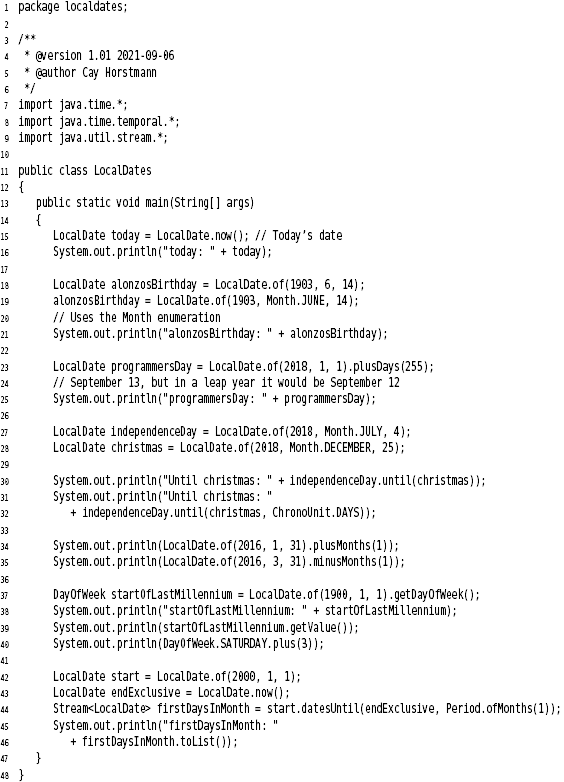 1 package localdates;
2
3 /**
4  * @version 1.01 2021-09-06
5  * @author Cay Horstmann
6  */
7 import java.time.*;
8 import java.time.temporal.*;
9 import java.util.stream.*;
10
11 public class LocalDates
12 {
13    public static void main(String[] args)
14    {
15       LocalDate today = LocalDate.now(); // Today's date
16       System.out.println("today: " + today);
17
18       LocalDate alonzosBirthday = LocalDate.of(1903, 6, 14);
19       alonzosBirthday = LocalDate.of(1903, Month.JUNE, 14);
20       // Uses the Month enumeration
21       System.out.println("alonzosBirthday: " + alonzosBirthday);
22
23       LocalDate programmersDay = LocalDate.of(2018, 1, 1).plusDays(255);
24       // September 13, but in a leap year it would be September 12
25       System.out.println("programmersDay: " + programmersDay);
26
27       LocalDate independenceDay = LocalDate.of(2018, Month.JULY, 4);
28       LocalDate christmas = LocalDate.of(2018, Month.DECEMBER, 25);
29
30       System.out.println("Until christmas: " + independenceDay.until(christmas));
31       System.out.println("Until christmas: "
32          + independenceDay.until(christmas, ChronoUnit.DAYS));
33
34       System.out.println(LocalDate.of(2016, 1, 31).plusMonths(1));
35       System.out.println(LocalDate.of(2016, 3, 31).minusMonths(1));
36
37       DayOfWeek startOfLastMillennium = LocalDate.of(1900, 1, 1).getDayOfWeek();
38       System.out.println("startOfLastMillennium: " + startOfLastMillennium);
39       System.out.println(startOfLastMillennium.getValue());
40       System.out.println(DayOfWeek.SATURDAY.plus(3));
41
42       LocalDate start = LocalDate.of(2000, 1, 1);
43       LocalDate endExclusive = LocalDate.now();
44       Stream<LocalDate> firstDaysInMonth = start.datesUntil(endExclusive, Period.ofMonths(1));
45       System.out.println("firstDaysInMonth: "
46          + firstDaysInMonth.toList());
47    }
48 }